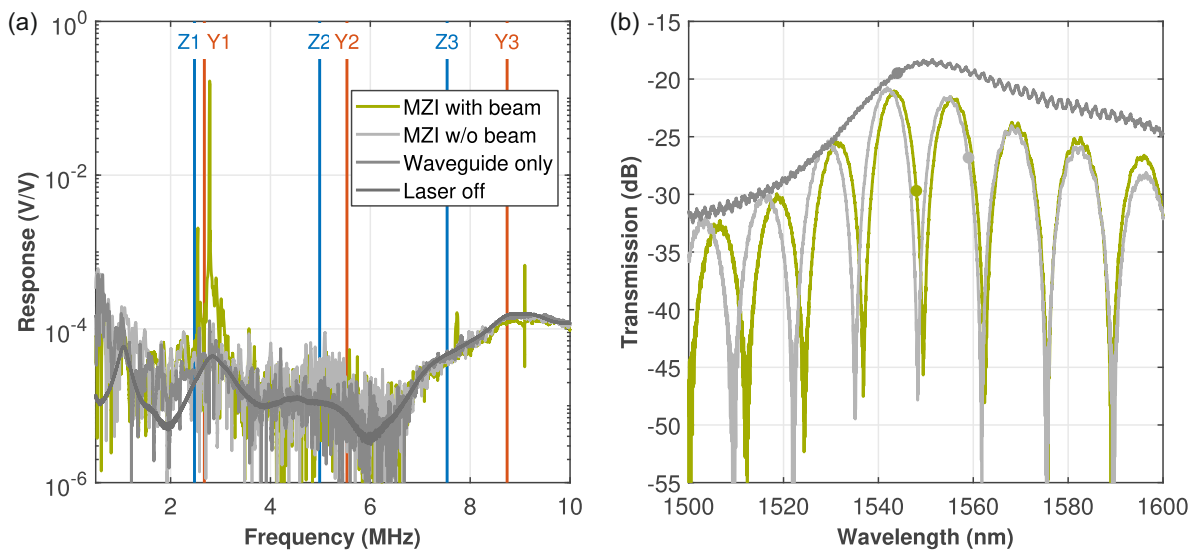 (a)
10^0
10^-2
10^-4
10^-6
Response (V/V)
Z1 Y1 Z2 Y2 Z3 Y3
MZI with beam
MZI w/o beam
Waveguide only
Laser off
2 4 6 8 10
Frequency (MHz)
(b)
-15
-20
-25
-30
-35
-40
-45
-50
-55
Transmission (dB)
1500 1520 1540 1560 1580 1600
Wavelength (nm)